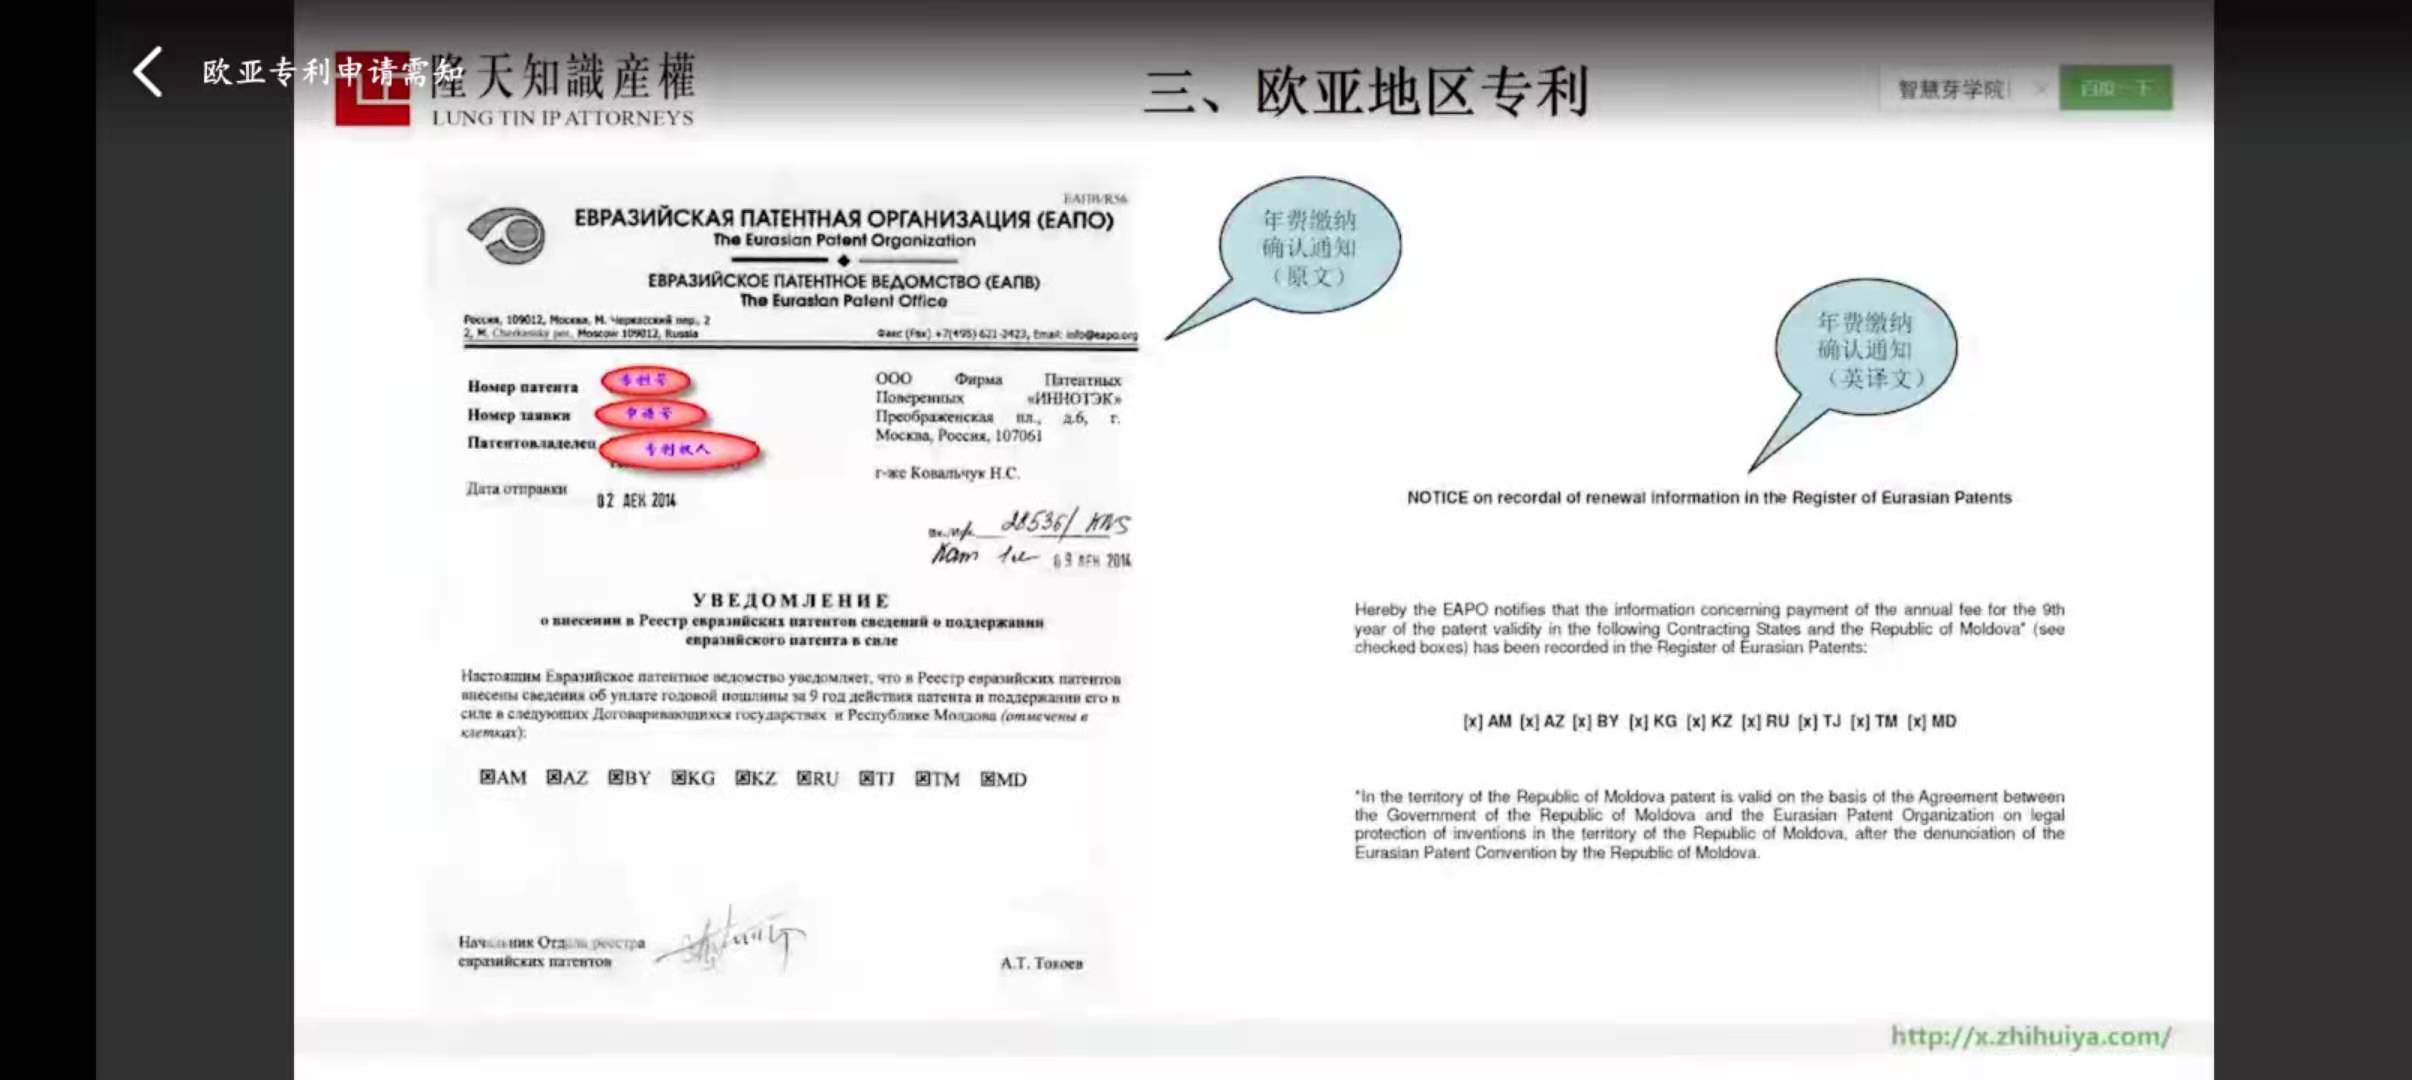 欧亚专利申请需知
隆天知識産權
LUNG TIN IP ATTORNEYS
三、欧亚地区专利
智慧芽学院
百度一下
ЕАПВ/R56
ЕВРАЗИЙСКАЯ ПАТЕНТНАЯ ОРГАНИЗАЦИЯ (ЕАПО)
The Eurasian Patent Organization
ЕВРАЗИЙСКОЕ ПАТЕНТНОЕ ВЕДОМСТВО (ЕАПВ)
The Eurasian Patent Office
Россия, 109012, Москва, М. Черкасский пер., 2
2, M. Cherkassky per., Moscow 109012, Russia
Факс (Fax) +7(495) 621-2423, Email: info@eapo.org
Номер патента 专利号
Номер заявки 申请号
Патентовладелец 专利权人
Дата отправки 02 ДЕК 2014
ООО Фирма Патентных
Поверенных «ИННОТЭК»
Преображенская пл., д.6, г.
Москва, Россия, 107061
г-же Ковальчук Н.С.
28536/ KNS
09 ДЕК 2014
УВЕДОМЛЕНИЕ
о внесении в Реестр евразийских патентов сведений о поддержании
евразийского патента в силе
Настоящим Евразийское патентное ведомство уведомляет, что в Реестр евразийских патентов
внесены сведения об уплате годовой пошлины за 9 год действия патента и поддержании его в
силе в следующих Договаривающихся государствах и Республике Молдова (отмечены в
клетках):
☒AM ☒AZ ☒BY ☒KG ☒KZ ☒RU ☒TJ ☒TM ☒MD
Начальник Отдела реестра
евразийских патентов
А.Т. Токоев
年费缴纳
确认通知
（原文）
年费缴纳
确认通知
（英译文）
NOTICE on recordal of renewal information in the Register of Eurasian Patents
Hereby the EAPO notifies that the information concerning payment of the annual fee for the 9th
year of the patent validity in the following Contracting States and the Republic of Moldova* (see
checked boxes) has been recorded in the Register of Eurasian Patents:
[x] AM [x] AZ [x] BY [x] KG [x] KZ [x] RU [x] TJ [x] TM [x] MD
*In the territory of the Republic of Moldova patent is valid on the basis of the Agreement between
the Government of the Republic of Moldova and the Eurasian Patent Organization on legal
protection of inventions in the territory of the Republic of Moldova, after the denunciation of the
Eurasian Patent Convention by the Republic of Moldova.
http://x.zhihuiya.com/